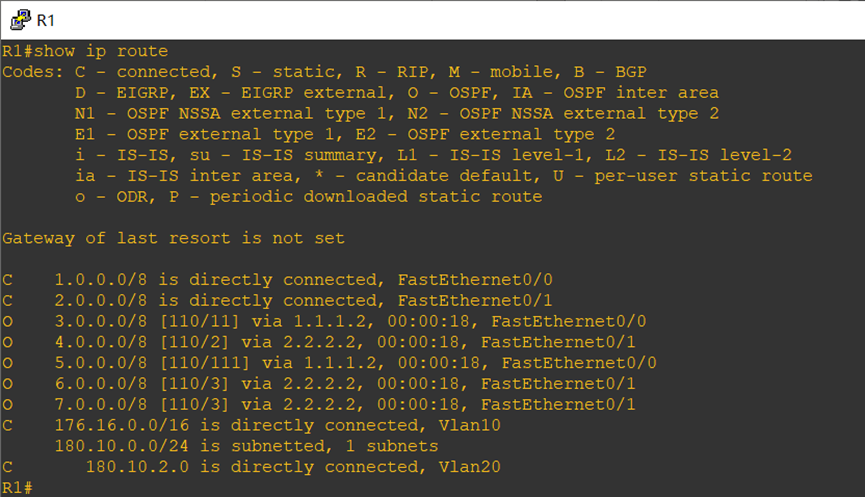 R1
R1#show ip route
Codes: C - connected, S - static, R - RIP, M - mobile, B - BGP
       D - EIGRP, EX - EIGRP external, O - OSPF, IA - OSPF inter area
       N1 - OSPF NSSA external type 1, N2 - OSPF NSSA external type 2
       E1 - OSPF external type 1, E2 - OSPF external type 2
       i - IS-IS, su - IS-IS summary, L1 - IS-IS level-1, L2 - IS-IS level-2
       ia - IS-IS inter area, * - candidate default, U - per-user static route
       o - ODR, P - periodic downloaded static route
Gateway of last resort is not set
C    1.0.0.0/8 is directly connected, FastEthernet0/0
C    2.0.0.0/8 is directly connected, FastEthernet0/1
O    3.0.0.0/8 [110/11] via 1.1.1.2, 00:00:18, FastEthernet0/0
O    4.0.0.0/8 [110/2] via 2.2.2.2, 00:00:18, FastEthernet0/1
O    5.0.0.0/8 [110/111] via 1.1.1.2, 00:00:18, FastEthernet0/0
O    6.0.0.0/8 [110/3] via 2.2.2.2, 00:00:18, FastEthernet0/1
O    7.0.0.0/8 [110/3] via 2.2.2.2, 00:00:18, FastEthernet0/1
C    176.16.0.0/16 is directly connected, Vlan10
     180.10.0.0/24 is subnetted, 1 subnets
C       180.10.2.0 is directly connected, Vlan20
R1#